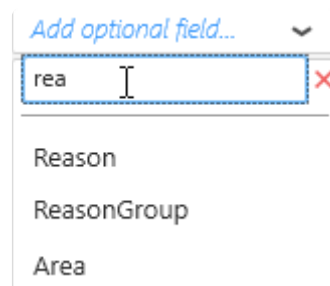 Add optional field...
rea
Reason
ReasonGroup
Area